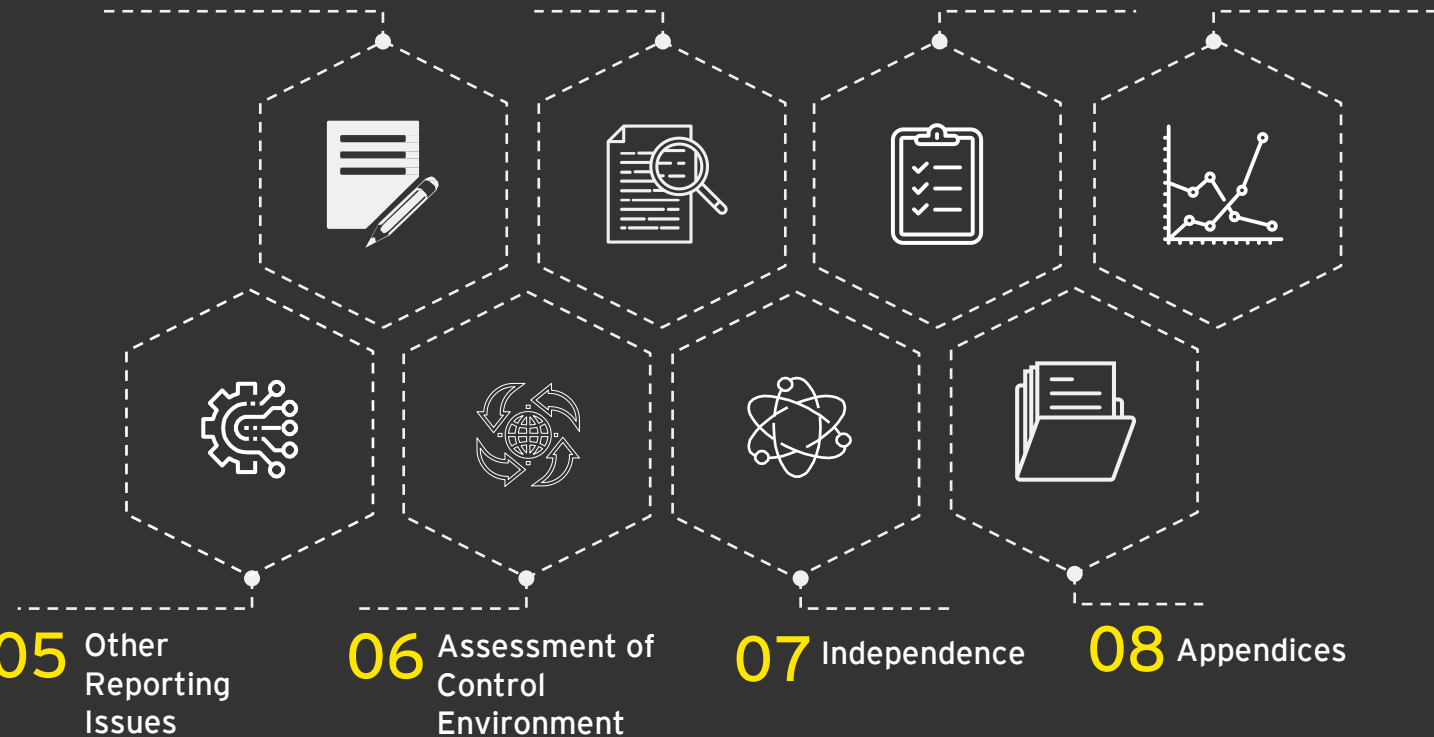 05 Other
Reporting
Issues
06 Assessment of
Control
Environment
07 Independence
08 Appendices